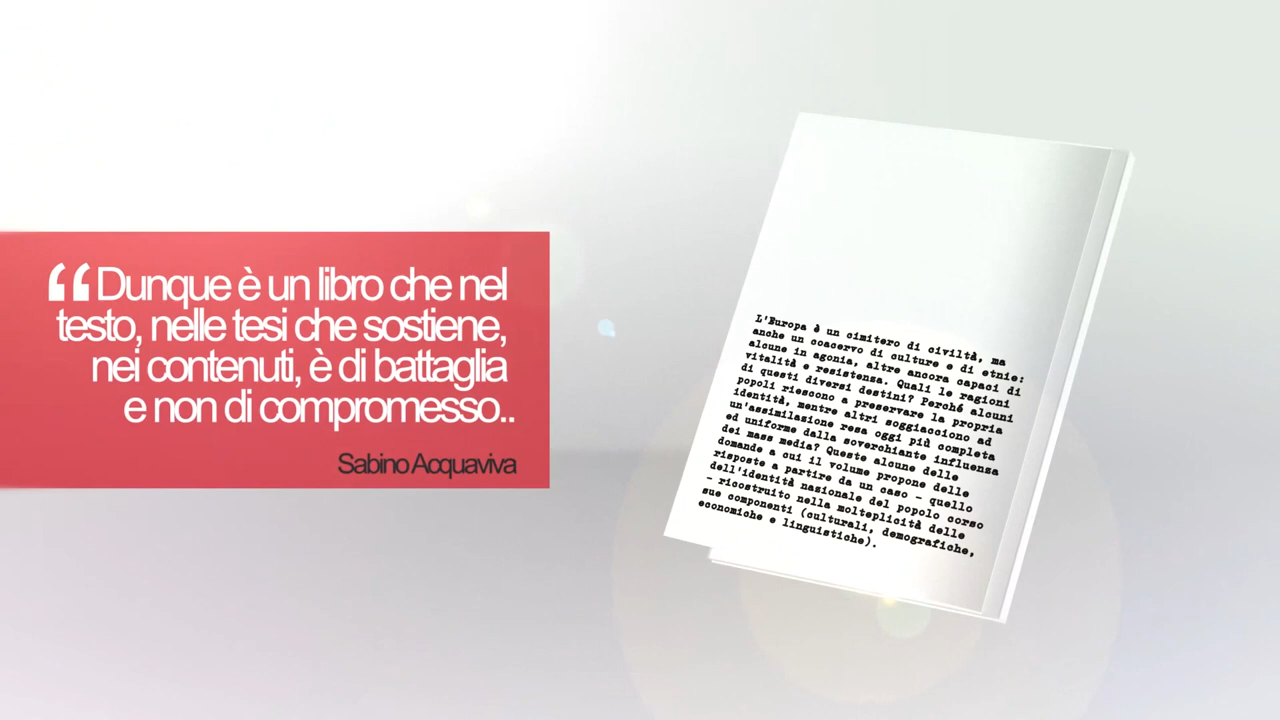 “Dunque è un libro che nel
testo, nelle tesi che sostiene,
nei contenuti, è di battaglia
e non di compromesso..
Sabino Acquaviva
L'Europa è un cimitero di civiltà, ma
anche un coacervo di culture e di etnie:
alcune in agonia, altre ancora capaci di
vitalità e resistenza. Quali le ragioni
di questi diversi destini? Perché alcuni
popoli riescono a preservare la propria
identità, mentre altri soggiacciono ad
un'assimilazione resa oggi più completa
ed uniforme dalla soverchiante influenza
dei mass media? Queste alcune delle
domande a cui il volume propone delle
risposte a partire da un caso - quello
dell'identità nazionale del popolo corso
- ricostruito nella molteplicità delle
sue componenti (culturali, demografiche,
economiche e linguistiche).